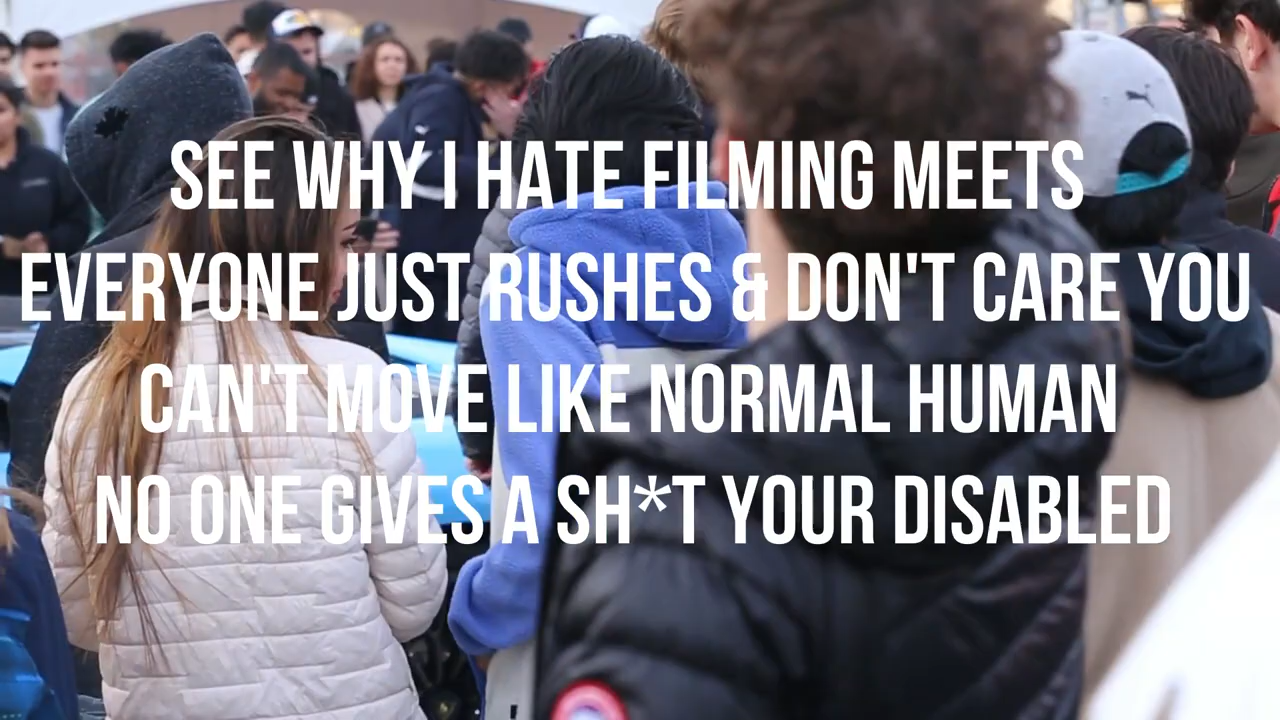 SEE WHY I HATE FILMING MEETS
EVERYONE JUST RUSHES & DON'T CARE YOU
CAN'T MOVE LIKE NORMAL HUMAN
NO ONE GIVES A SH*T YOUR DISABLED